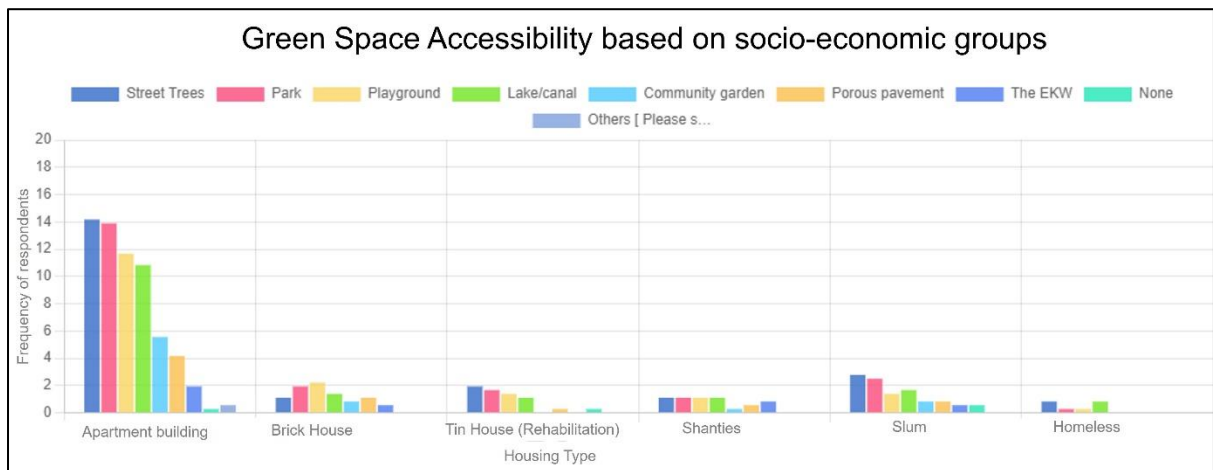 Green Space Accessibility based on socio-economic groups
Street Trees Park Playground Lake/canal Community garden Porous pavement The EKW None
Others [ Please s...
20
18
16
14
12
10
8
6
4
2
0
Frequency of respondents
Apartment building Brick House Tin House (Rehabilitation) Shanties Slum Homeless
Housing Type